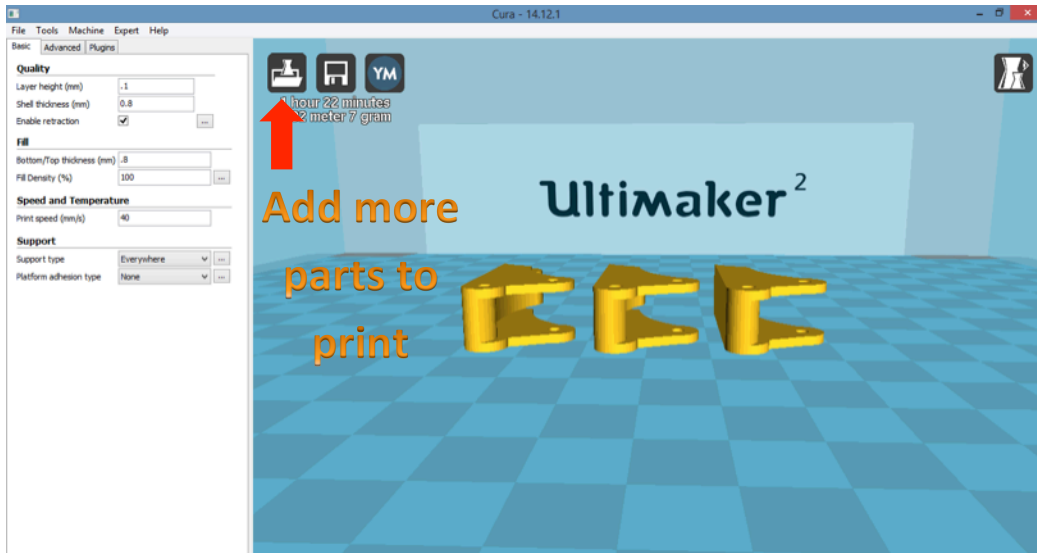 Cura - 14.12.1
File Tools Machine Expert Help
Basic Advanced Plugins
Quality
Layer height (mm) .1
Shell thickness (mm) 0.8
Enable retraction ...
Fill
Bottom/Top thickness (mm) .8
Fill Density (%) 100 ...
Speed and Temperature
Print speed (mm/s) 40
Support
Support type Everywhere ...
Platform adhesion type None ...
YM
hour 22 minutes
meter 7 gram
Add more
parts to
print
Ultimaker 2